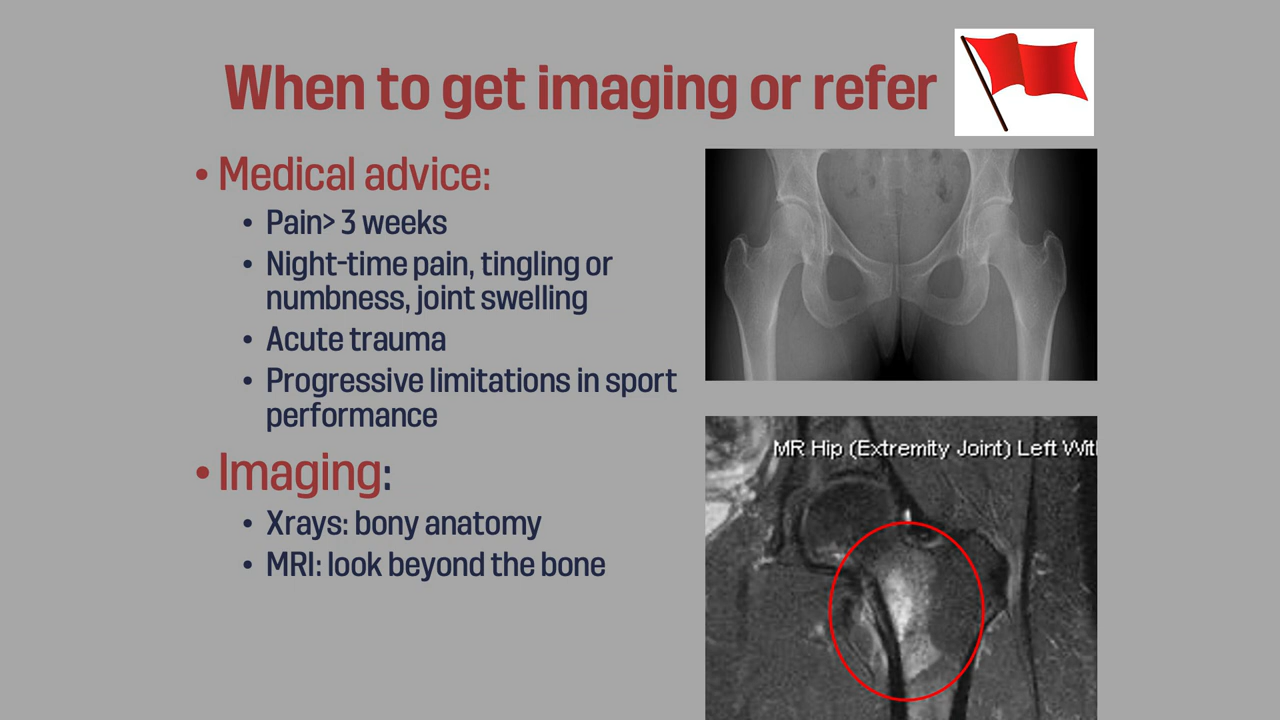 When to get imaging or refer
• Medical advice:
• Pain> 3 weeks
• Night-time pain, tingling or
numbness, joint swelling
• Acute trauma
• Progressive limitations in sport
performance
• Imaging:
• Xrays: bony anatomy
• MRI: look beyond the bone
MR Hip (Extremity Joint) Left